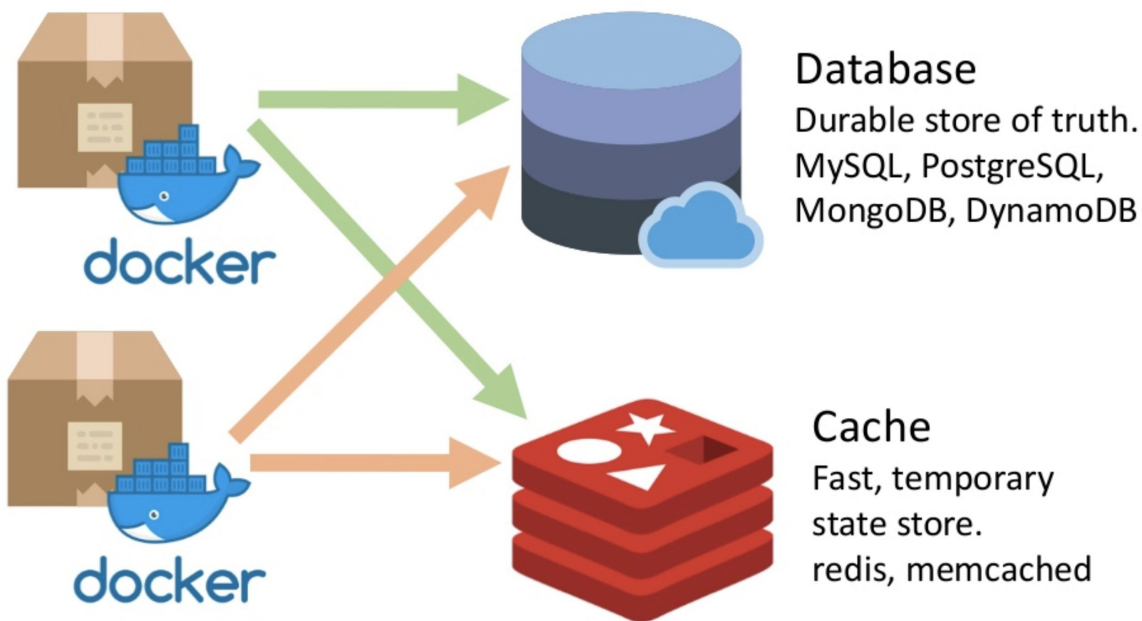 docker
Database
Durable store of truth.
MySQL, PostgreSQL,
MongoDB, DynamoDB
docker
Cache
Fast, temporary
state store.
redis, memcached